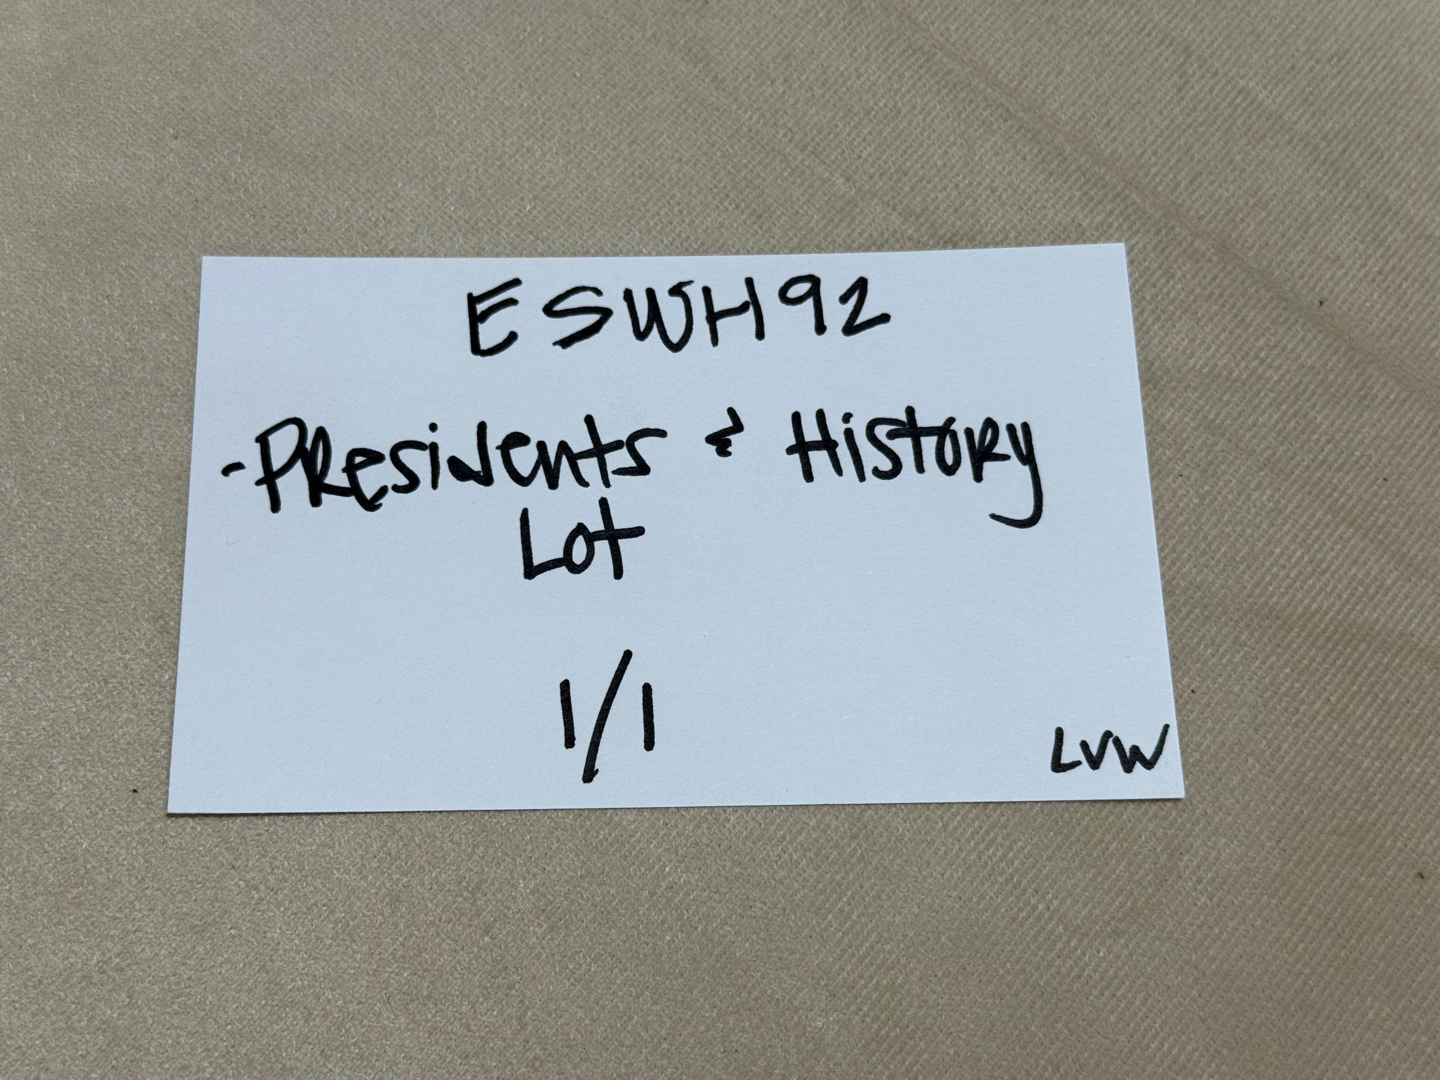 ESWH92
-Presidents & History
Lot
1/1
LVW